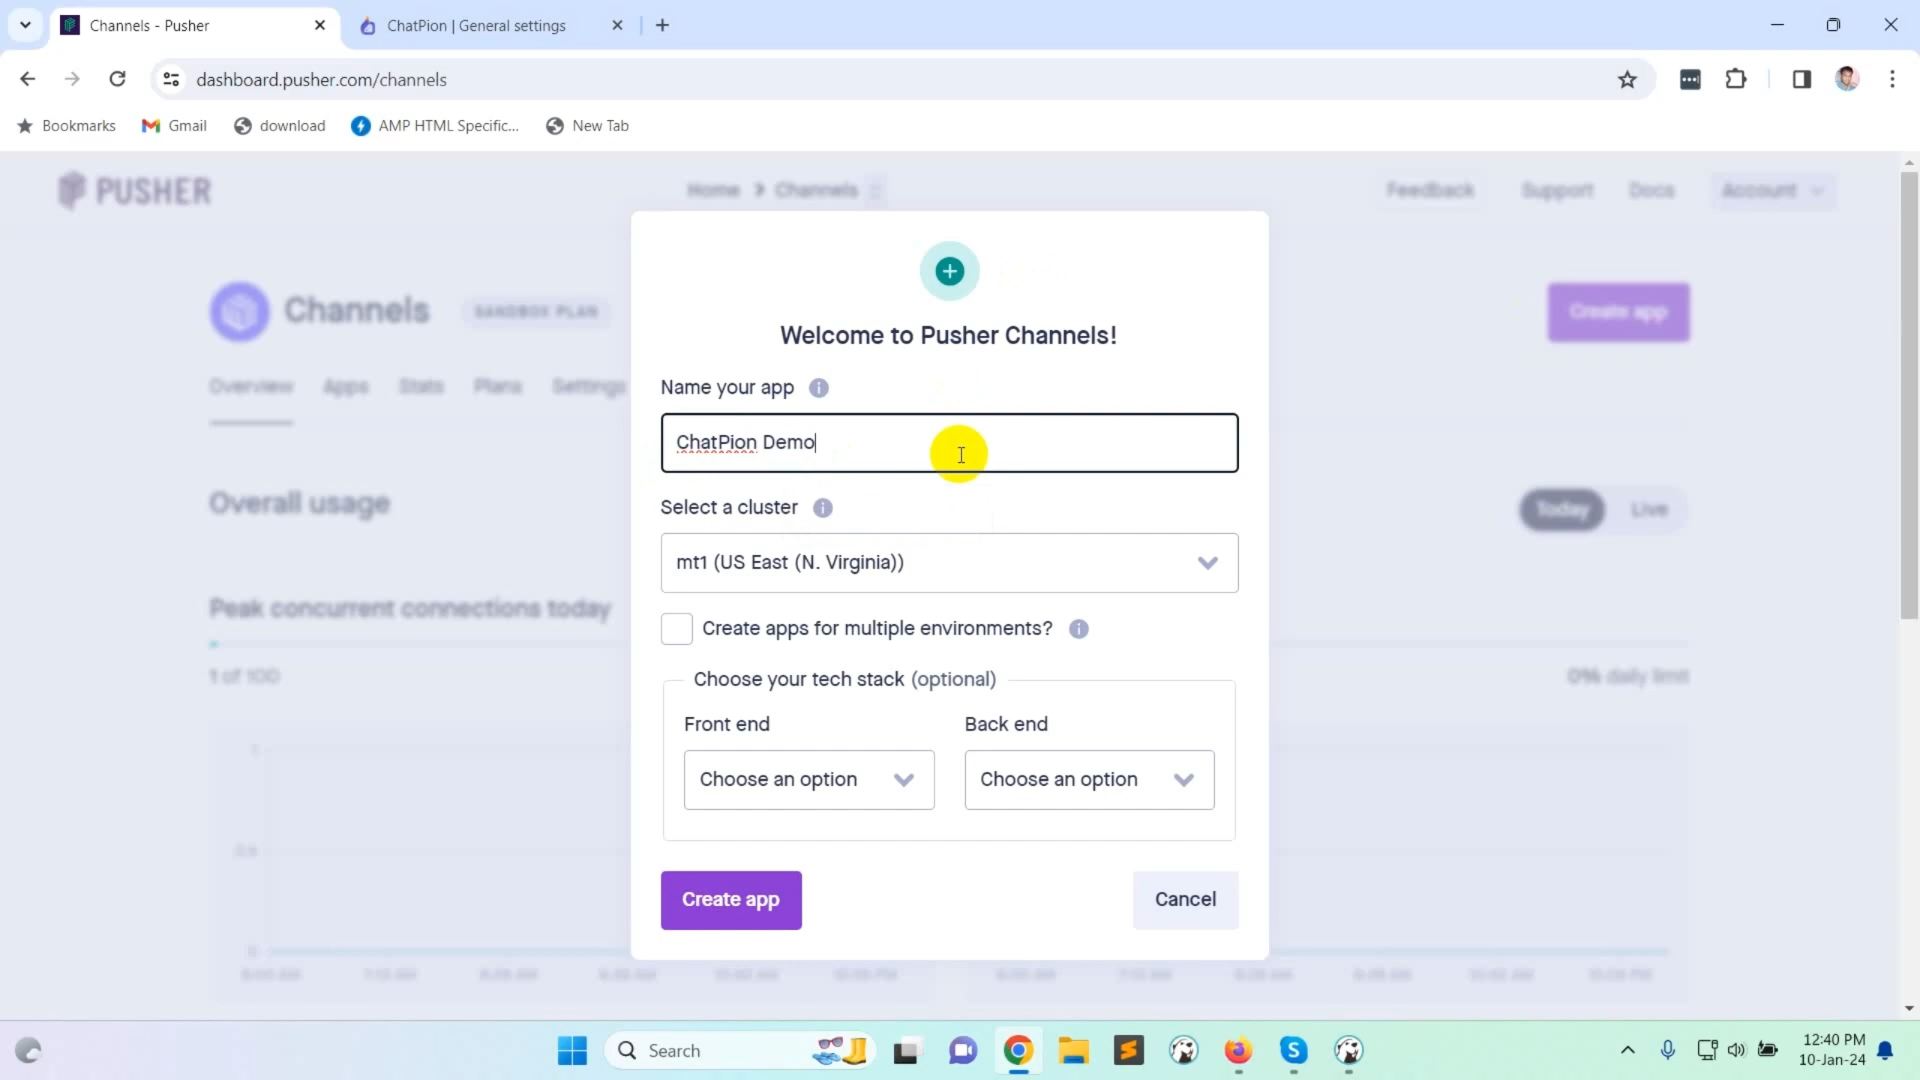 Channels - Pusher
ChatPion | General settings
dashboard.pusher.com/channels
Bookmarks
Gmail
download
AMP HTML Specific...
New Tab
PUSHER
Home
Channels
Feedback
Support
Docs
Account
Channels
SANDBOX PLAN
Create app
Overview
Apps
Stats
Plans
Settings
Welcome to Pusher Channels!
Name your app
ChatPion Demo
Select a cluster
mt1 (US East (N. Virginia))
Create apps for multiple environments?
Choose your tech stack (optional)
Front end
Back end
Choose an option
Choose an option
Create app
Cancel
Overall usage
Today
Live
Peak concurrent connections today
1 of 100
0% daily limit
Search
12:40 PM
10-Jan-24